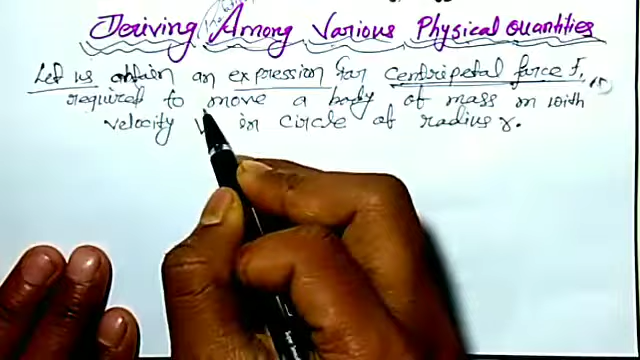 Deriving Among Various Physical Quantities
Let us obtain an expression for centripetal force F,
required to move a body of mass m with
velocity V in circle of radius r.